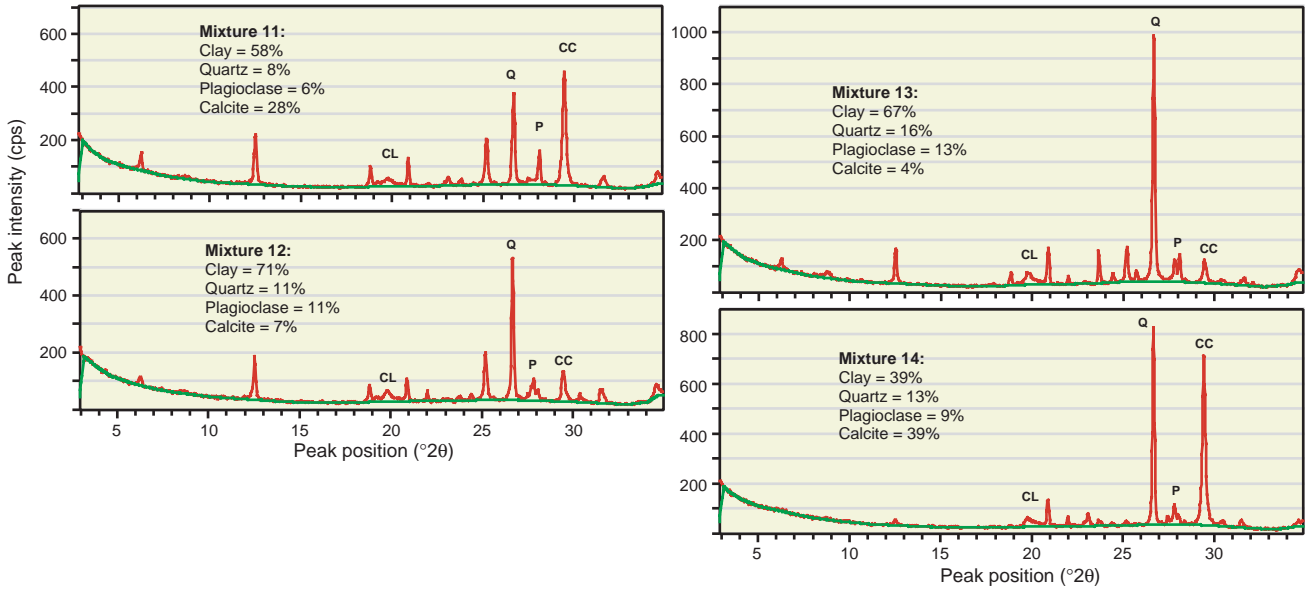 Peak intensity (cps)
600
400
200
Mixture 11:
Clay = 58%
Quartz = 8%
Plagioclase = 6%
Calcite = 28%
CL
Q
P
CC
600
400
200
Mixture 12:
Clay = 71%
Quartz = 11%
Plagioclase = 11%
Calcite = 7%
CL
Q
P
CC
5 10 15 20 25 30
Peak position (°2θ)
1000
800
600
400
200
Mixture 13:
Clay = 67%
Quartz = 16%
Plagioclase = 13%
Calcite = 4%
CL
Q
P
CC
800
600
400
200
Mixture 14:
Clay = 39%
Quartz = 13%
Plagioclase = 9%
Calcite = 39%
CL
Q
P
CC
5 10 15 20 25 30
Peak position (°2θ)